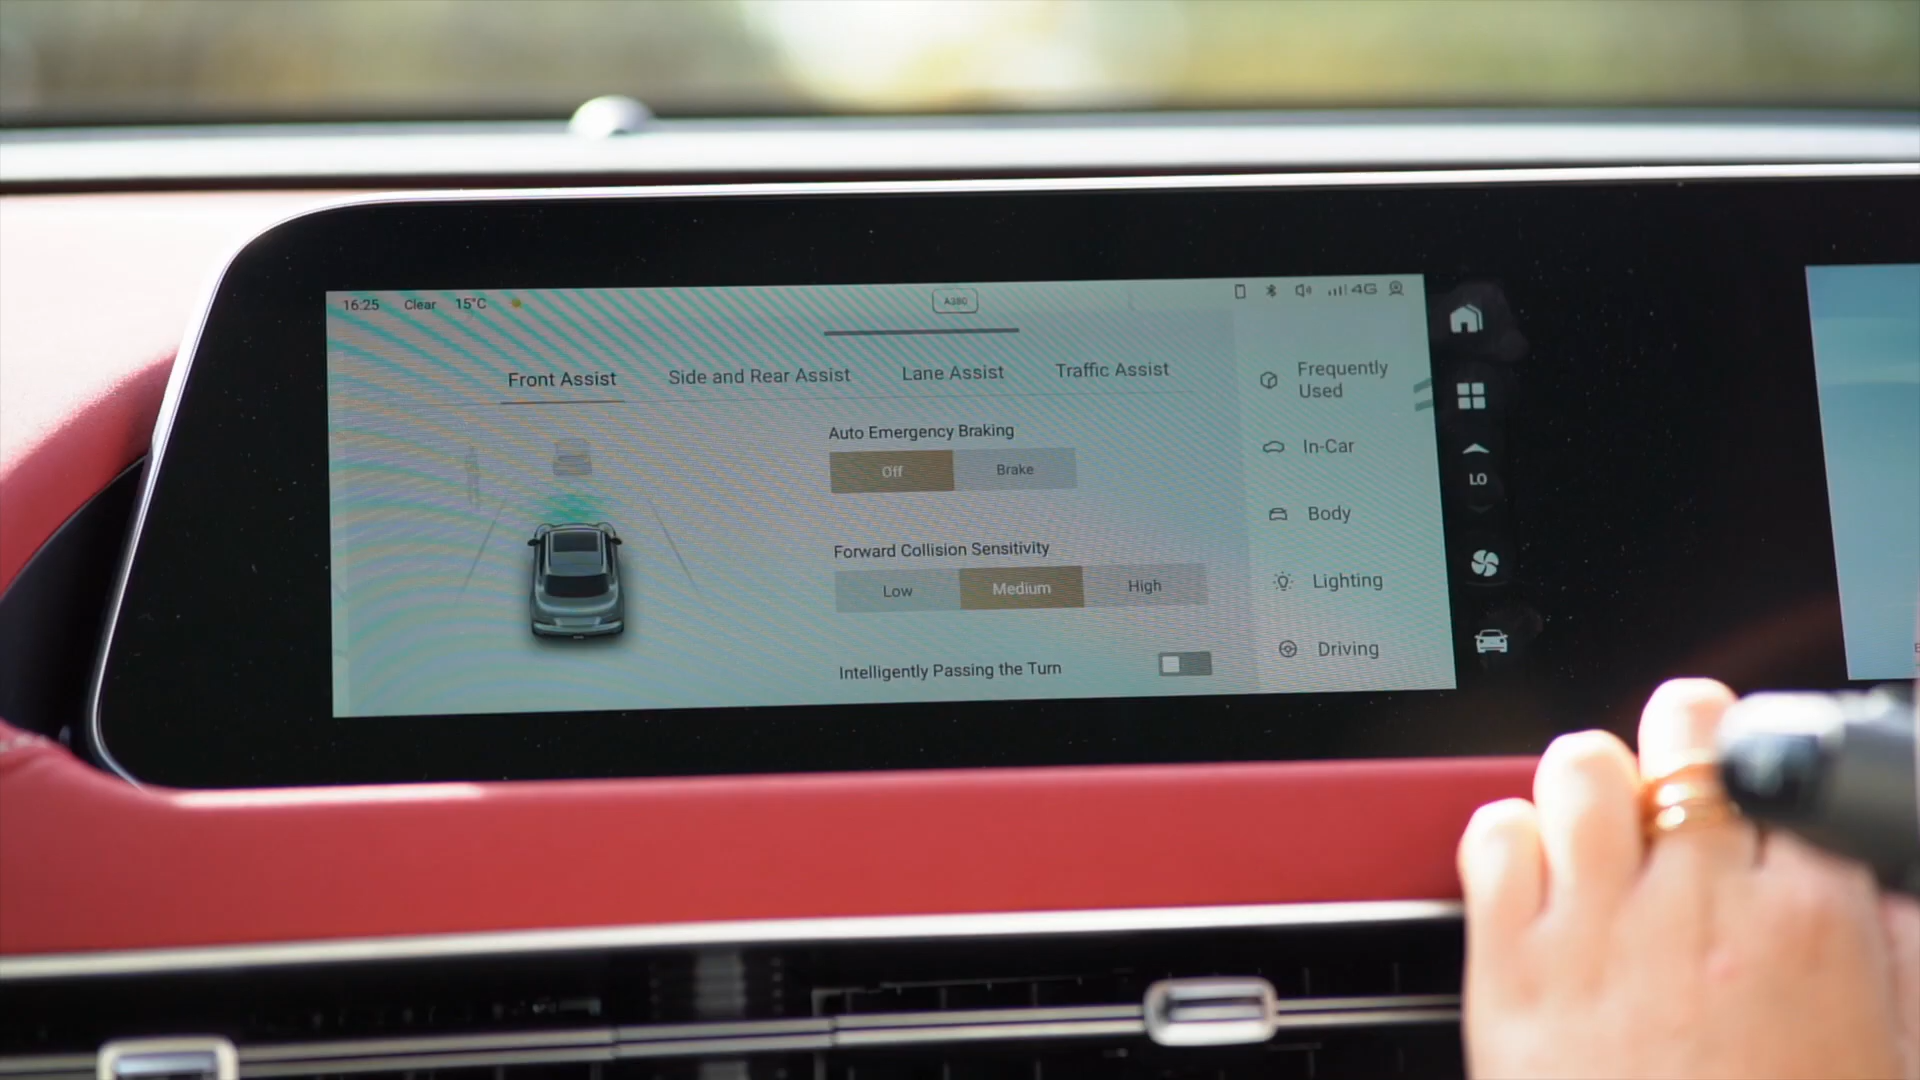 16:25 Clear 15°C
A380
4G
Front Assist
Side and Rear Assist
Lane Assist
Traffic Assist
Auto Emergency Braking
Off
Brake
Forward Collision Sensitivity
Low
Medium
High
Intelligently Passing the Turn
Frequently
Used
In-Car
Body
Lighting
Driving
LO